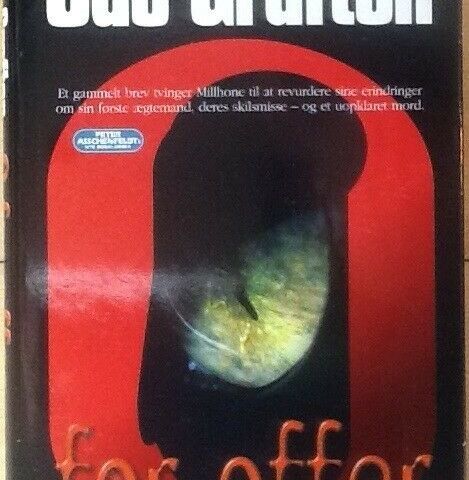 Sue Grafton
Et gammelt brev tvinger Millhone til at revurdere sine erindringer
om sin første ægtemand, deres skilsmisse – og et uopklaret mord.
PETER
ASSCHENFELDT's
O
for offer